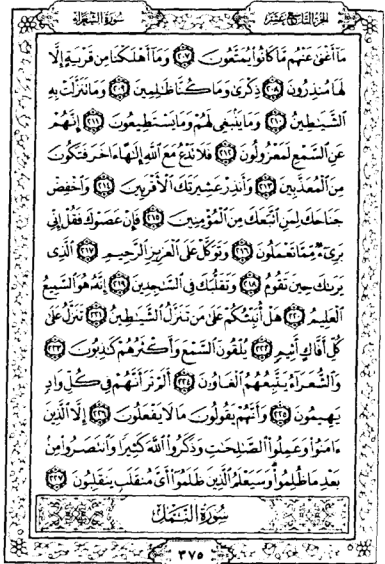 الجزء التاسع عشر سورة الشعراء
مَآ أَغْنَىٰ عَنْهُم مَّا كَانُوا۟ يُمَتَّعُونَ ٢٠٧ وَمَآ أَهْلَكْنَا مِن قَرْيَةٍ إِلَّا
لَهَا مُنذِرُونَ ٢٠٨ ذِكْرَىٰ وَمَا كُنَّا ظَٰلِمِينَ ٢٠٩ وَمَا نَنَزَّلَتْ بِهِ
الشَّيَٰطِينُ ٢١٠ وَمَا يَنۢبَغِى لَهُمْ وَمَا يَسْتَطِيعُونَ ٢١١ إِنَّهُمْ
عَنِ ٱلسَّمْعِ لَمَعْزُولُونَ ٢١٢ فَلَا تَدْعُ مَعَ ٱللَّهِ إِلَٰهًا ءَاخَرَ فَتَكُونَ
مِنَ ٱلْمُعَذَّبِينَ ٢١٣ وَأَنذِرْ عَشِيرَتَكَ ٱلْأَقْرَبِينَ ٢١٤ وَٱخْفِضْ
جَنَاحَكَ لِمَنِ ٱتَّبَعَكَ مِنَ ٱلْمُؤْمِنِينَ ٢١٥ فَإِنْ عَصَوْكَ فَقُلْ إِنِّى
بَرِىٓءٌ مِّمَّا تَعْمَلُونَ ٢١٦ وَتَوَكَّلْ عَلَى ٱلْعَزِيزِ ٱلرَّحِيمِ ٢١٧ ٱلَّذِى
يَرَىٰكَ حِينَ تَقُومُ ٢١٨ وَتَقَلُّبَكَ فِى ٱلسَّٰجِدِينَ ٢١٩ إِنَّهُۥ هُوَ ٱلسَّمِيعُ
ٱلْعَلِيمُ ٢٢٠ هَلْ أُنَبِّئُكُمْ عَلَىٰ مَن تَنَزَّلُ ٱلشَّيَٰطِينُ ٢٢١ تَنَزَّلُ عَلَىٰ
كُلِّ أَفَّاكٍ أَثِيمٍ ٢٢٢ يُلْقُونَ ٱلسَّمْعَ وَأَكْثَرُهُمْ كَٰذِبُونَ ٢٢٣
وَٱلشُّعَرَآءُ يَتَّبِعُهُمُ ٱلْغَاوُۥنَ ٢٢٤ أَلَمْ تَرَ أَنَّهُمْ فِى كُلِّ وَادٍ
يَهِيمُونَ ٢٢٥ وَأَنَّهُمْ يَقُولُونَ مَا لَا يَفْعَلُونَ ٢٢٦ إِلَّا ٱلَّذِينَ
ءَامَنُوا۟ وَعَمِلُوا۟ ٱلصَّٰلِحَٰتِ وَذَكَرُوا۟ ٱللَّهَ كَثِيرًا وَٱنتَصَرُوا۟ مِنۢ
بَعْدِ مَا ظُلِمُوا۟ وَسَيَعْلَمُ ٱلَّذِينَ ظَلَمُوٓا۟ أَىَّ مُنقَلَبٍ يَنقَلِبُونَ ٢٢٧
سُورَةُ النَّمْلِ
٣٧٥